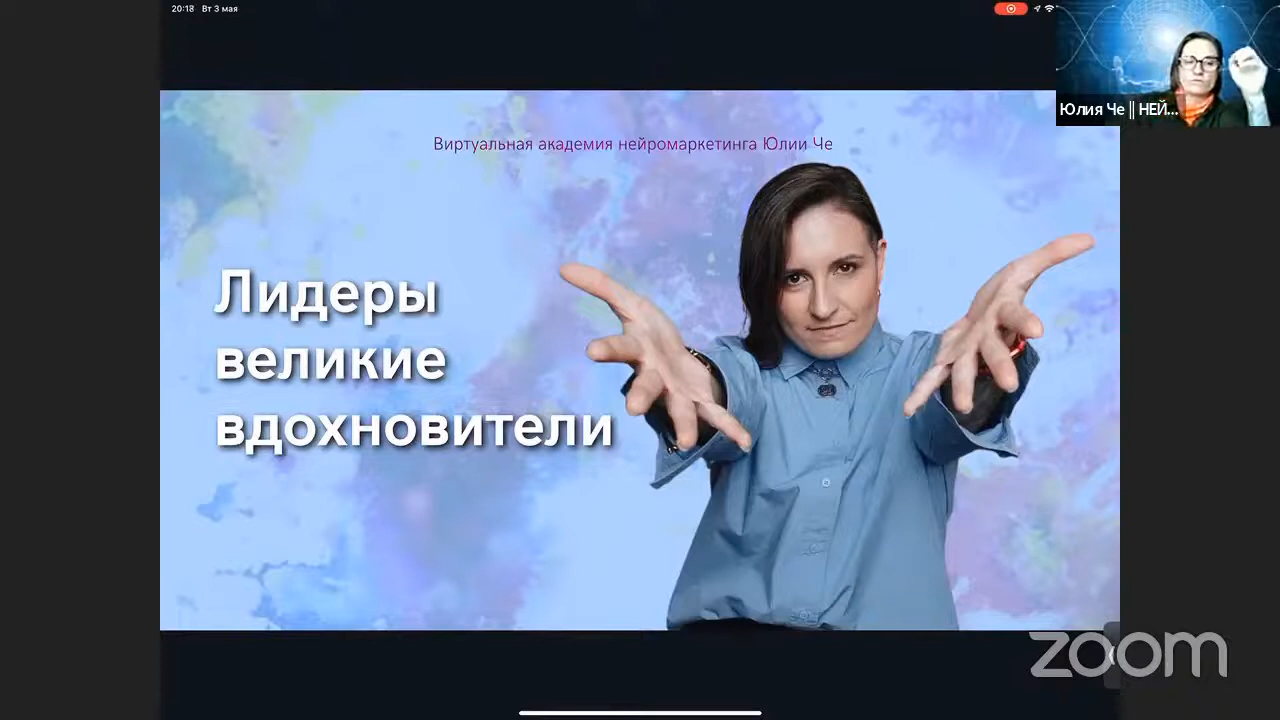 20:18 Вт 3 мая
Юлия Че || НЕЙ...
Виртуальная академия нейромаркетинга Юлии Че
Лидеры
великие
вдохновители
zoom